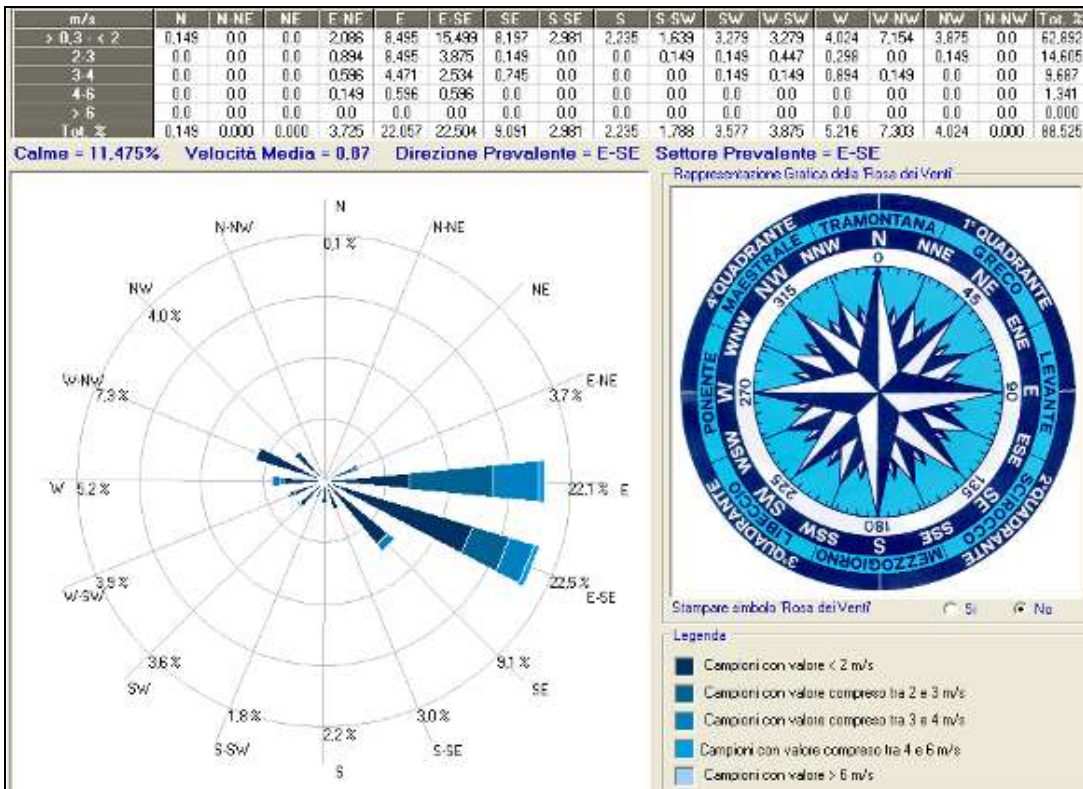 m/s N N-NE NE E-NE E E-SE SE S-SE S S-SW SW W-SW W W-NW NW N-NW Tot. %
> 0,3 - < 2 0,149 0.0 0.0 2,086 8,495 15,499 8,197 2,981 2,235 1,639 3,279 3,279 4,024 7,154 3,875 0.0 62,892
2-3 0.0 0.0 0.0 0,894 8,495 3,875 0,149 0.0 0.0 0,149 0,149 0,447 0,298 0.0 0,149 0.0 14,605
3-4 0.0 0.0 0.0 0,596 4,471 2,534 0,745 0.0 0.0 0.0 0,149 0,149 0,894 0,149 0.0 0.0 9,687
4-6 0.0 0.0 0.0 0,149 0,596 0,596 0.0 0.0 0.0 0.0 0.0 0.0 0.0 0.0 0.0 0.0 1,341
> 6 0.0 0.0 0.0 0.0 0.0 0.0 0.0 0.0 0.0 0.0 0.0 0.0 0.0 0.0 0.0 0.0 0.000
Tot. % 0,149 0,000 0,000 3,725 22,057 22,504 9,091 2,981 2,235 1,788 3,577 3,875 5,216 7,303 4,024 0,000 88,525
Calme = 11.475% Velocità Media = 0.87 Direzione Prevalente = E-SE Settore Prevalente = E-SE
N
0,1 %
N-NE
NE
E-NE
3,7 %
22,1 % E
22,5 %
E-SE
9,1 %
SE
3,0 %
S-SE
2,2 %
S
1,8 %
S-SW
3,6 %
SW
3,9 %
W-SW
W 5,2 %
W-NW
7,3 %
NW
4,0 %
N-NW
Rappresentazione Grafica della 'Rosa dei Venti'
1° QUADRANTE
2° QUADRANTE
3° QUADRANTE
4° QUADRANTE
TRAMONTANA
GRECO
LEVANTE
SCIROCCO
MEZZOGIORNO
LIBECCIO
PONENTE
MAESTRALE
N NNE NE ENE E ESE SE SSE S SSW SW WSW W WNW NW NNW
0 45 90 135 180 225 270 315
Stampare simbolo 'Rosa dei Venti' Si No
Legenda
Campioni con valore < 2 m/s
Campioni con valore compreso tra 2 e 3 m/s
Campioni con valore compreso tra 3 e 4 m/s
Campioni con valore compreso tra 4 e 6 m/s
Campioni con valore > 6 m/s